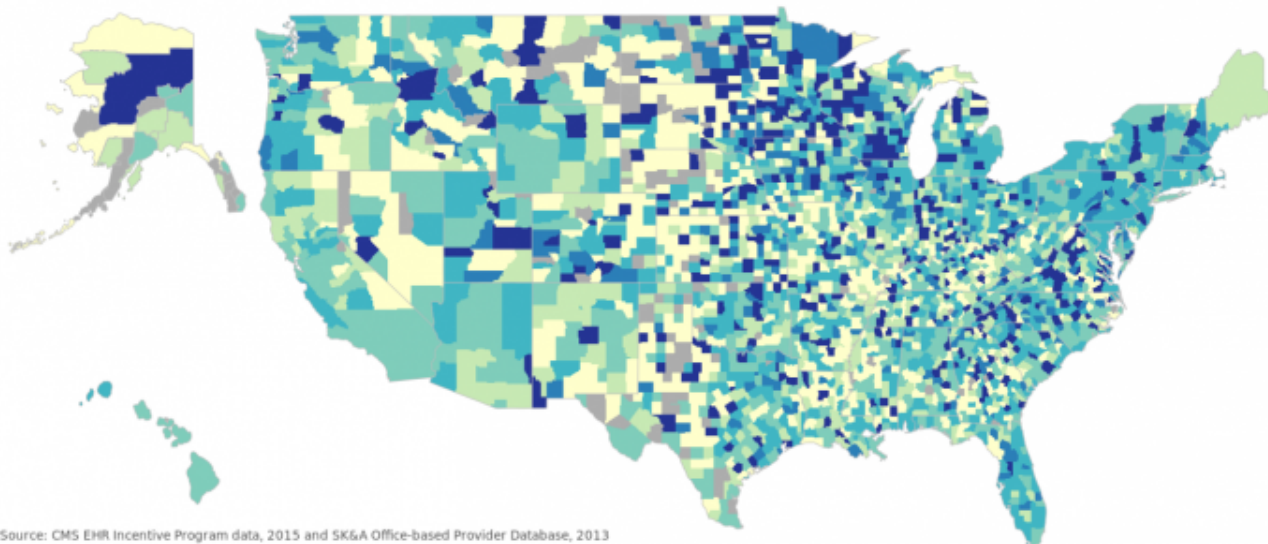 Source: CMS EHR Incentive Program data, 2015 and SK&A Office-based Provider Database, 2013